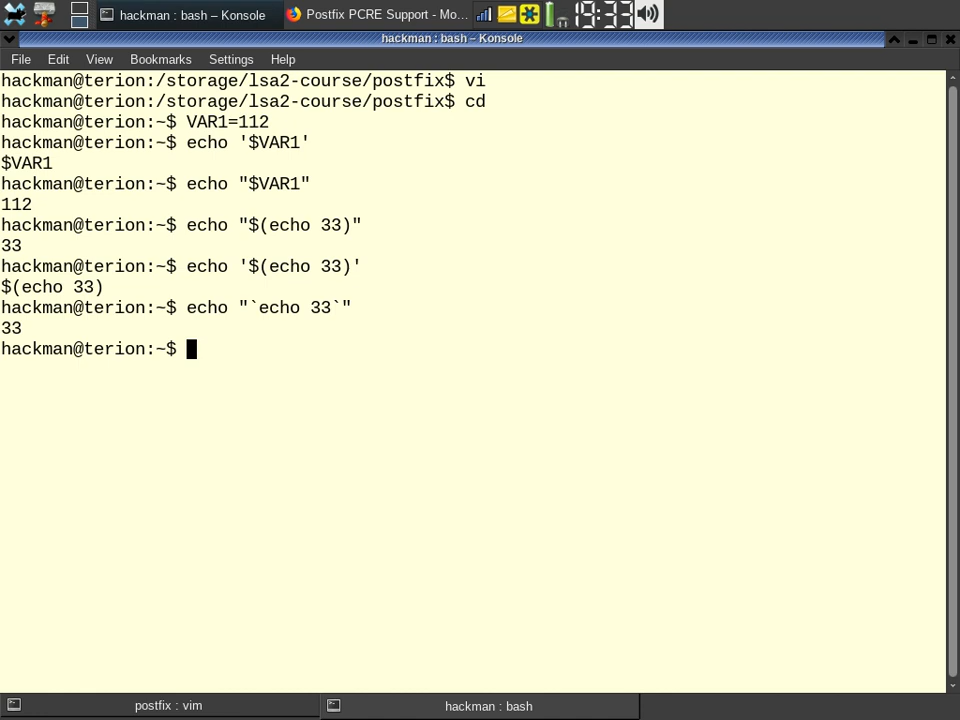 hackman : bash – Konsole
Postfix PCRE Support - Mo...
19:33
hackman : bash – Konsole
File Edit View Bookmarks Settings Help
hackman@terion:/storage/lsa2-course/postfix$ vi
hackman@terion:/storage/lsa2-course/postfix$ cd
hackman@terion:~$ VAR1=112
hackman@terion:~$ echo '$VAR1'
$VAR1
hackman@terion:~$ echo "$VAR1"
112
hackman@terion:~$ echo "$(echo 33)"
33
hackman@terion:~$ echo '$(echo 33)'
$(echo 33)
hackman@terion:~$ echo "`echo 33`"
33
hackman@terion:~$
postfix : vim
hackman : bash